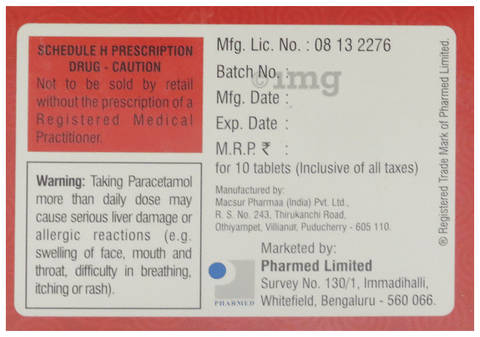 SCHEDULE H PRESCRIPTION
DRUG - CAUTION
Not to be sold by retail
without the prescription of a
Registered Medical
Practitioner.
Warning: Taking Paracetamol
more than daily dose may
cause serious liver damage or
allergic reactions (e.g.
swelling of face, mouth and
throat, difficulty in breathing,
itching or rash).
Mfg. Lic. No. : 08 13 2276
Batch No. :
1mg
Mfg. Date :
Exp. Date :
M.R.P. ₹ :
for 10 tablets (Inclusive of all taxes)
Manufactured by:
Macsur Pharmaa (India) Pvt. Ltd.,
R. S. No. 243, Thirukanchi Road,
Othiyampet, Villianur, Puducherry - 605 110.
Marketed by:
Pharmed Limited
Survey No. 130/1, Immadihalli,
Whitefield, Bengaluru - 560 066.
PHARMED
® Registered Trade Mark of Pharmed Limited.